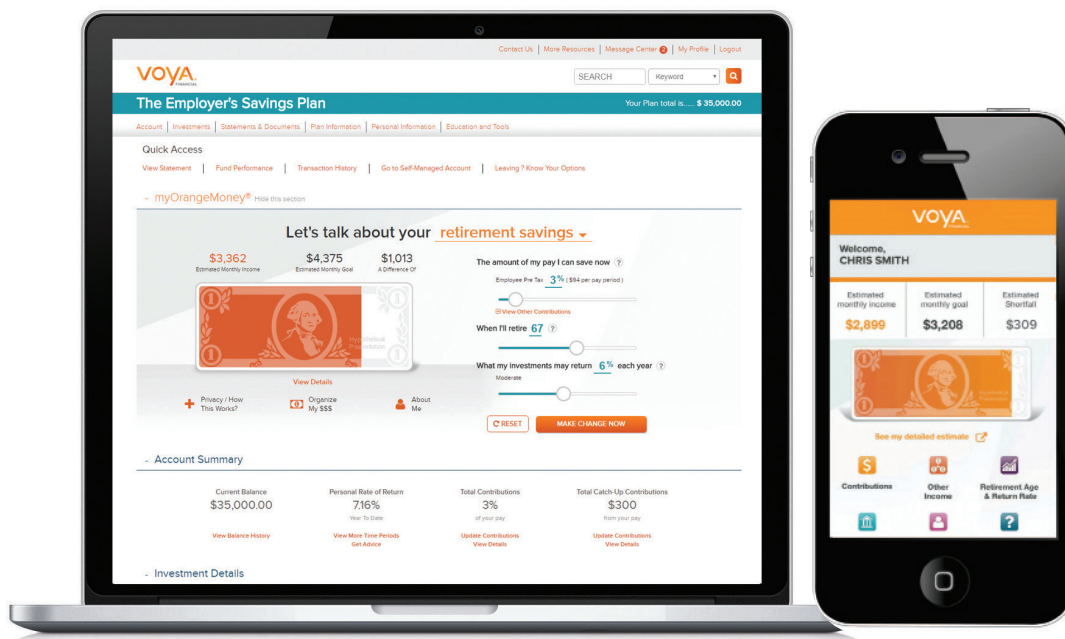 Contact Us | More Resources | Message Center 2 | My Profile | Logout
VOYA
FINANCIAL
SEARCH Keyword
The Employer's Savings Plan Your Plan total is..... $ 35,000.00
Account | Investments | Statements & Documents | Plan Information | Personal Information | Education and Tools
Quick Access
View Statement | Fund Performance | Transaction History | Go to Self-Managed Account | Leaving ? Know Your Options
- myOrangeMoney® Hide this section
Let's talk about your retirement savings
$3,362 $4,375 $1,013
Estimated Monthly Income Estimated Monthly Goal A Difference Of
1 1
1 1
View Details
Privacy / How
This Works?
Organize
My $$$
About
Me
The amount of my pay I can save now ?
Employee Pre Tax 3% ( $94 per pay period )
View Other Contributions
When I'll retire 67 ?
What my investments may return 6% each year ?
Moderate
RESET MAKE CHANGE NOW
- Account Summary
Current Balance Personal Rate of Return Total Contributions Total Catch-Up Contributions
$35,000.00 7.16% 3% $300
Year To Date of your pay from your pay
View Balance History View More Time Periods Update Contributions Update Contributions
Get Advice View Details View Details
- Investment Details
VOYA
FINANCIAL
Welcome,
CHRIS SMITH
Estimated Estimated Estimated
monthly income monthly goal Shortfall
$2,899 $3,208 $309
1 1
1 1
See my detailed estimate
$
Contributions Other Retirement Age
Income & Return Rate
?